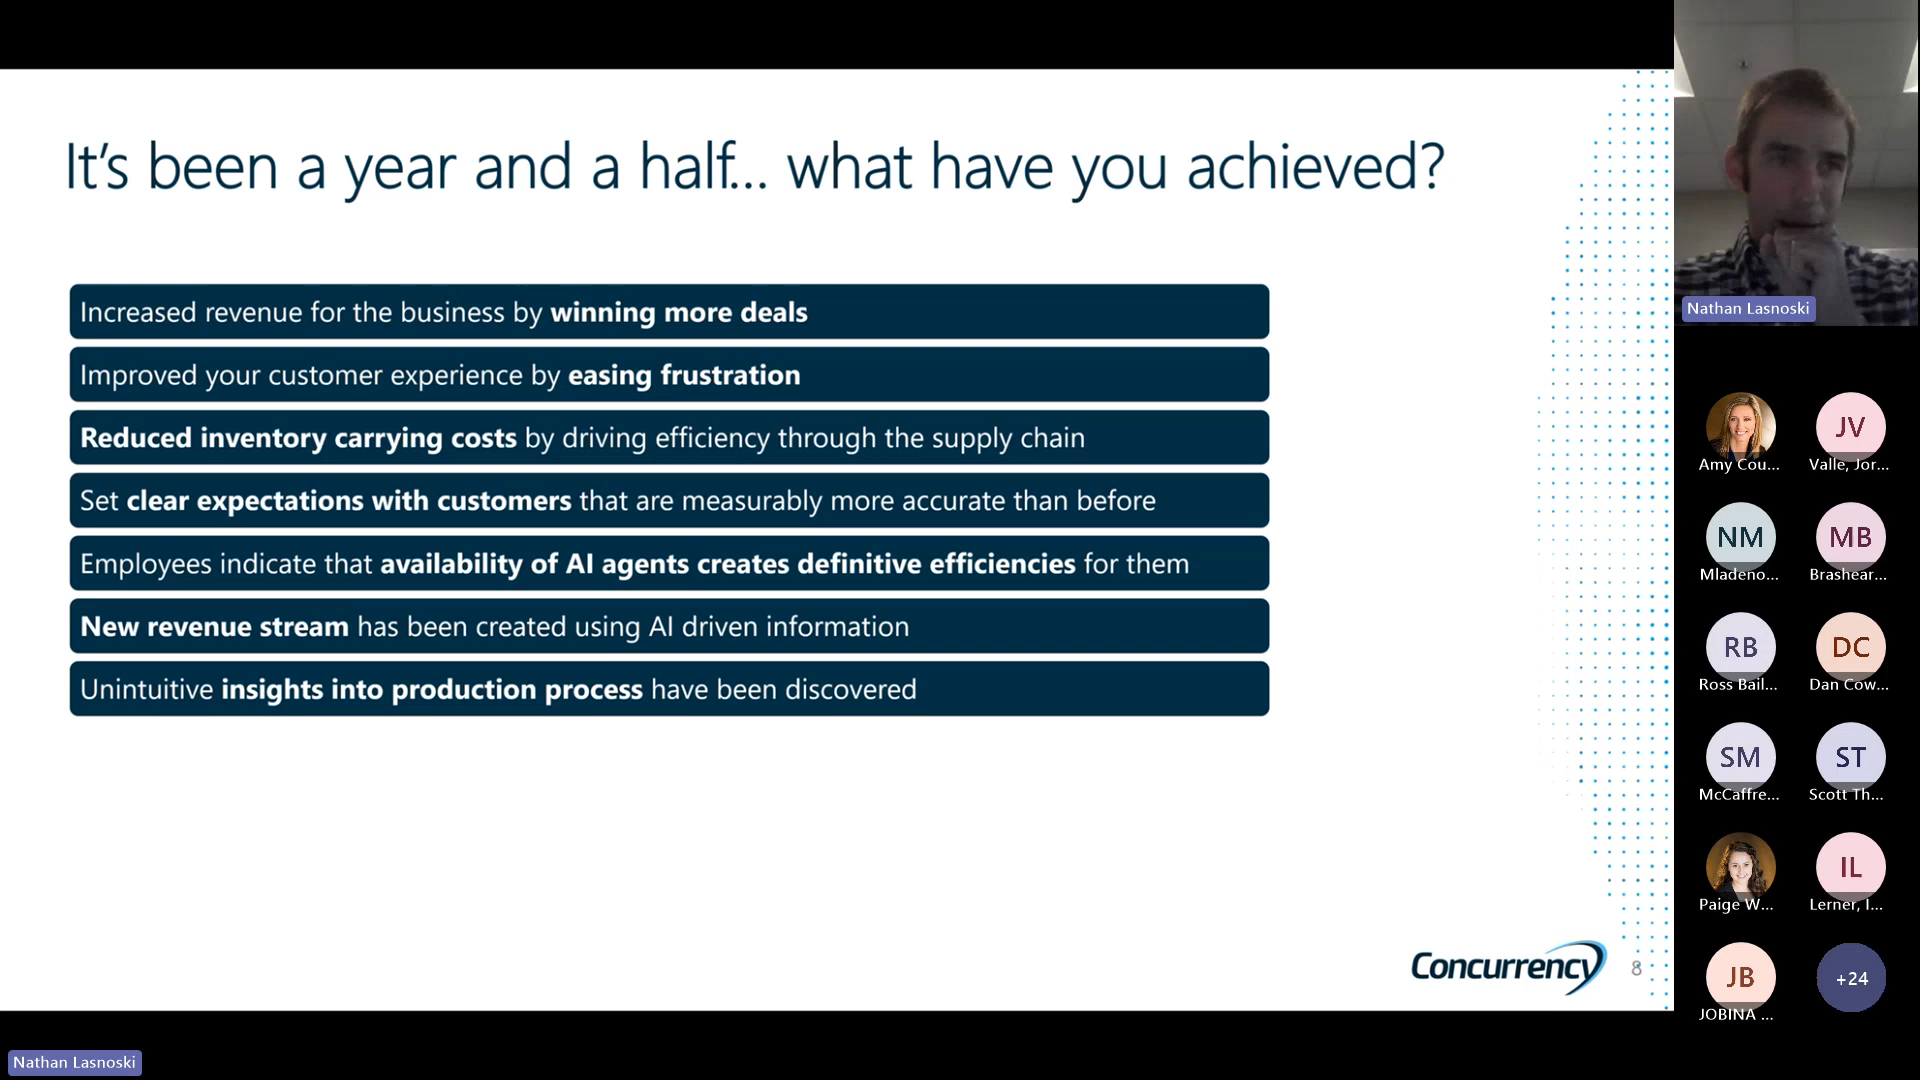 It's been a year and a half... what have you achieved?
Increased revenue for the business by winning more deals
Improved your customer experience by easing frustration
Reduced inventory carrying costs by driving efficiency through the supply chain
Set clear expectations with customers that are measurably more accurate than before
Employees indicate that availability of AI agents creates definitive efficiencies for them
New revenue stream has been created using AI driven information
Unintuitive insights into production process have been discovered
Concurrency
8
Nathan Lasnoski
Nathan Lasnoski
Amy Cou...
JV
Valle, Jor...
NM
Mladeno...
MB
Brashear...
RB
Ross Bail...
DC
Dan Cow...
SM
McCaffre...
ST
Scott Th...
Paige W...
IL
Lerner, I...
JB
JOBINA ...
+24